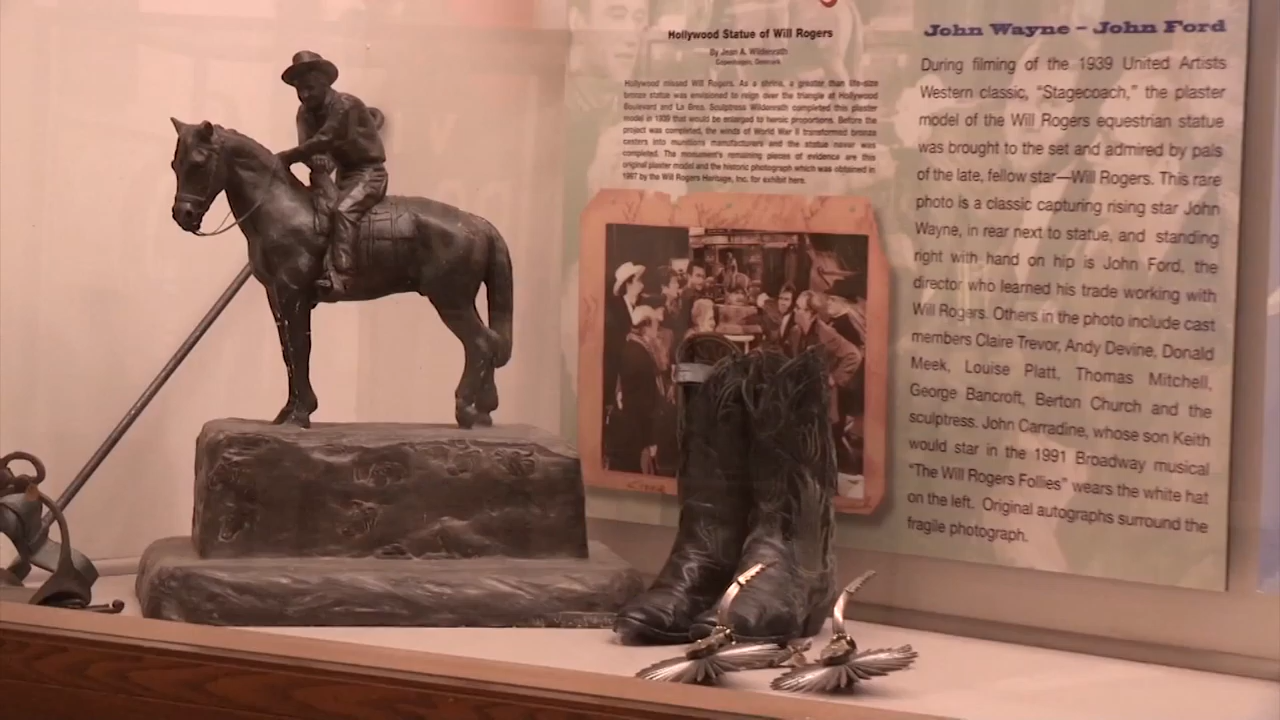 Hollywood Statue of Will Rogers
By Jean A. Wildenrath
Copenhagen, Denmark
Hollywood missed Will Rogers. As a shrine, a greater than life-size
bronze statue was envisioned to reign over the triangle at Hollywood
Boulevard and La Brea. Sculptress Wildenrath completed this plaster
model in 1939 that would be enlarged to heroic proportions. Before the
project was completed, the winds of World War II transformed bronze
casters into munitions manufacturers and the statue never was
completed. The monument's remaining pieces of evidence are this
original plaster model and the historic photograph which was obtained in
1997 by the Will Rogers Heritage, Inc. for exhibit here.
John Wayne – John Ford
During filming of the 1939 United Artists
Western classic, "Stagecoach," the plaster
model of the Will Rogers equestrian statue
was brought to the set and admired by pals
of the late, fellow star—Will Rogers. This rare
photo is a classic capturing rising star John
Wayne, in rear next to statue, and standing
right with hand on hip is John Ford, the
director who learned his trade working with
Will Rogers. Others in the photo include cast
members Claire Trevor, Andy Devine, Donald
Meek, Louise Platt, Thomas Mitchell,
George Bancroft, Berton Church and the
sculptress. John Carradine, whose son Keith
would star in the 1991 Broadway musical
"The Will Rogers Follies" wears the white hat
on the left. Original autographs surround the
fragile photograph.